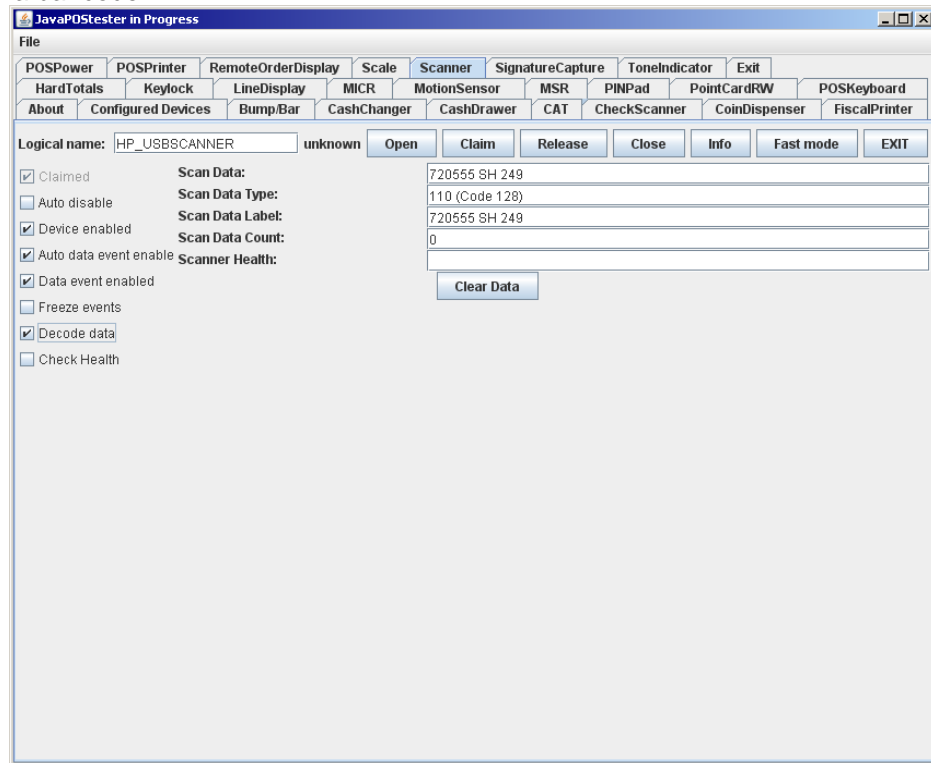 JavaPOStester in Progress
File
POSPower POSPrinter RemoteOrderDisplay Scale Scanner SignatureCapture ToneIndicator Exit
HardTotals Keylock LineDisplay MICR MotionSensor MSR PINPad PointCardRW POSKeyboard
About Configured Devices Bump/Bar CashChanger CashDrawer CAT CheckScanner CoinDispenser FiscalPrinter
Logical name: HP_USBSCANNER unknown Open Claim Release Close Info Fast mode EXIT
Claimed
Auto disable
Device enabled
Auto data event enable
Data event enabled
Freeze events
Decode data
Check Health
Scan Data: 720555 SH 249
Scan Data Type: 110 (Code 128)
Scan Data Label: 720555 SH 249
Scan Data Count: 0
Scanner Health:
Clear Data